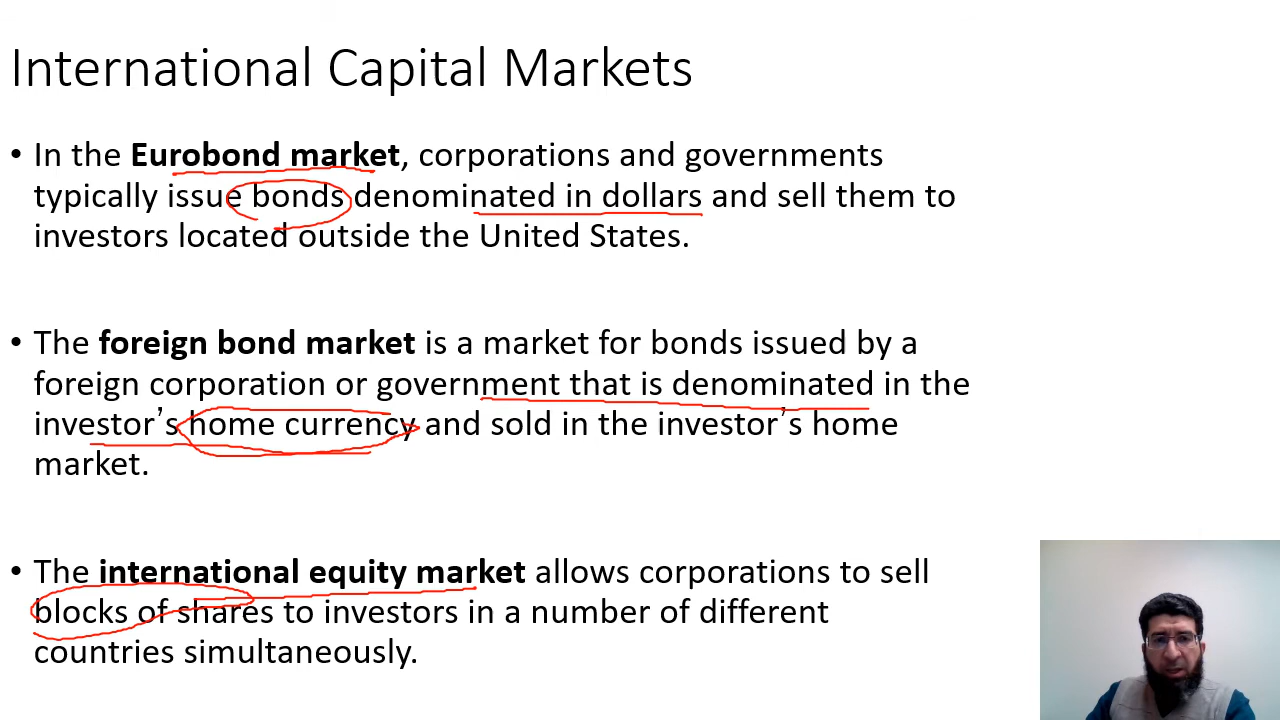 International Capital Markets
• In the Eurobond market, corporations and governments
typically issue bonds denominated in dollars and sell them to
investors located outside the United States.
• The foreign bond market is a market for bonds issued by a
foreign corporation or government that is denominated in the
investor’s home currency and sold in the investor’s home
market.
• The international equity market allows corporations to sell
blocks of shares to investors in a number of different
countries simultaneously.